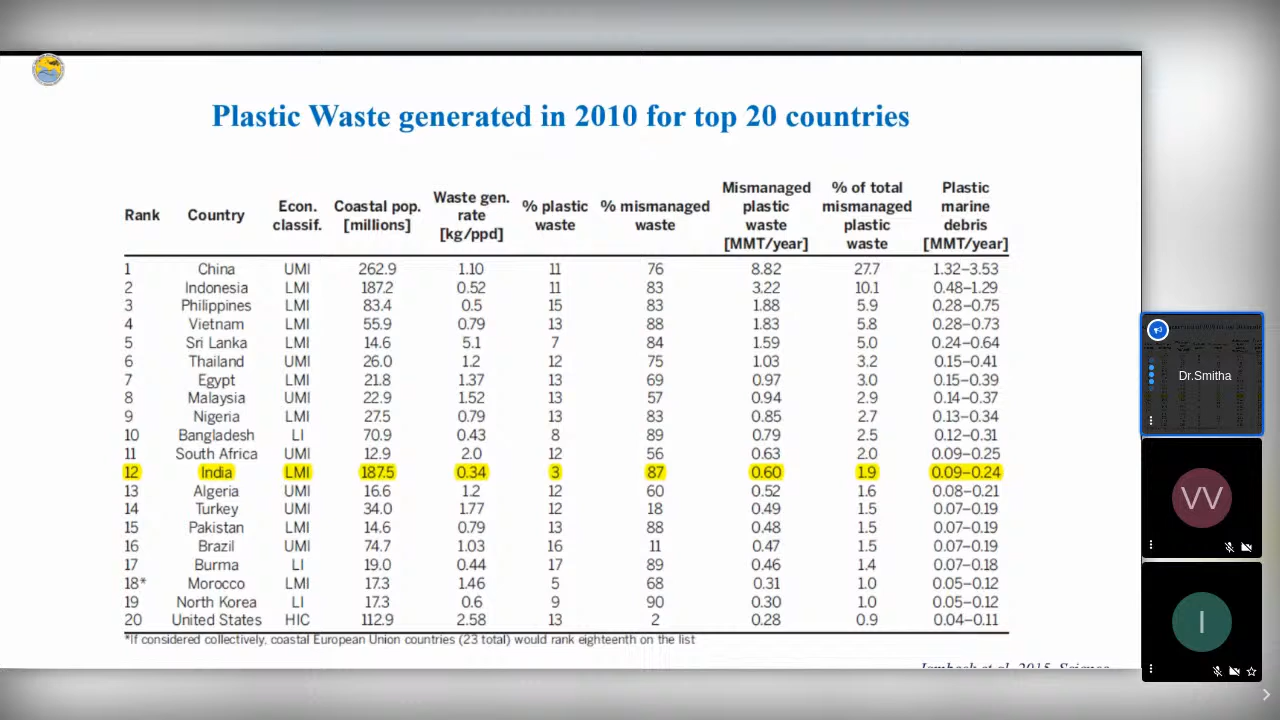 Plastic Waste generated in 2010 for top 20 countries
Rank Country Econ. classif. Coastal pop. [millions] Waste gen. rate [kg/ppd] % plastic waste % mismanaged waste Mismanaged plastic waste [MMT/year] % of total mismanaged plastic waste Plastic marine debris [MMT/year]
1 China UMI 262.9 1.10 11 76 8.82 27.7 1.32–3.53
2 Indonesia LMI 187.2 0.52 11 83 3.22 10.1 0.48–1.29
3 Philippines LMI 83.4 0.5 15 83 1.88 5.9 0.28–0.75
4 Vietnam LMI 55.9 0.79 13 88 1.83 5.8 0.28–0.73
5 Sri Lanka LMI 14.6 5.1 7 84 1.59 5.0 0.24–0.64
6 Thailand UMI 26.0 1.2 12 75 1.03 3.2 0.15–0.41
7 Egypt LMI 21.8 1.37 13 69 0.97 3.0 0.15–0.39
8 Malaysia UMI 22.9 1.52 13 57 0.94 2.9 0.14–0.37
9 Nigeria LMI 27.5 0.79 13 83 0.85 2.7 0.13–0.34
10 Bangladesh LI 70.9 0.43 8 89 0.79 2.5 0.12–0.31
11 South Africa UMI 12.9 2.0 12 56 0.63 2.0 0.09–0.25
12 India LMI 187.5 0.34 3 87 0.60 1.9 0.09–0.24
13 Algeria UMI 16.6 1.2 12 60 0.52 1.6 0.08–0.21
14 Turkey UMI 34.0 1.77 12 18 0.49 1.5 0.07–0.19
15 Pakistan LMI 14.6 0.79 13 88 0.48 1.5 0.07–0.19
16 Brazil UMI 74.7 1.03 16 11 0.47 1.5 0.07–0.19
17 Burma LI 19.0 0.44 17 89 0.46 1.4 0.07–0.18
18* Morocco LMI 17.3 1.46 5 68 0.31 1.0 0.05–0.12
19 North Korea LI 17.3 0.6 9 90 0.30 1.0 0.05–0.12
20 United States HIC 112.9 2.58 13 2 0.28 0.9 0.04–0.11
*If considered collectively, coastal European Union countries (23 total) would rank eighteenth on the list
Dr.Smitha
VV
I